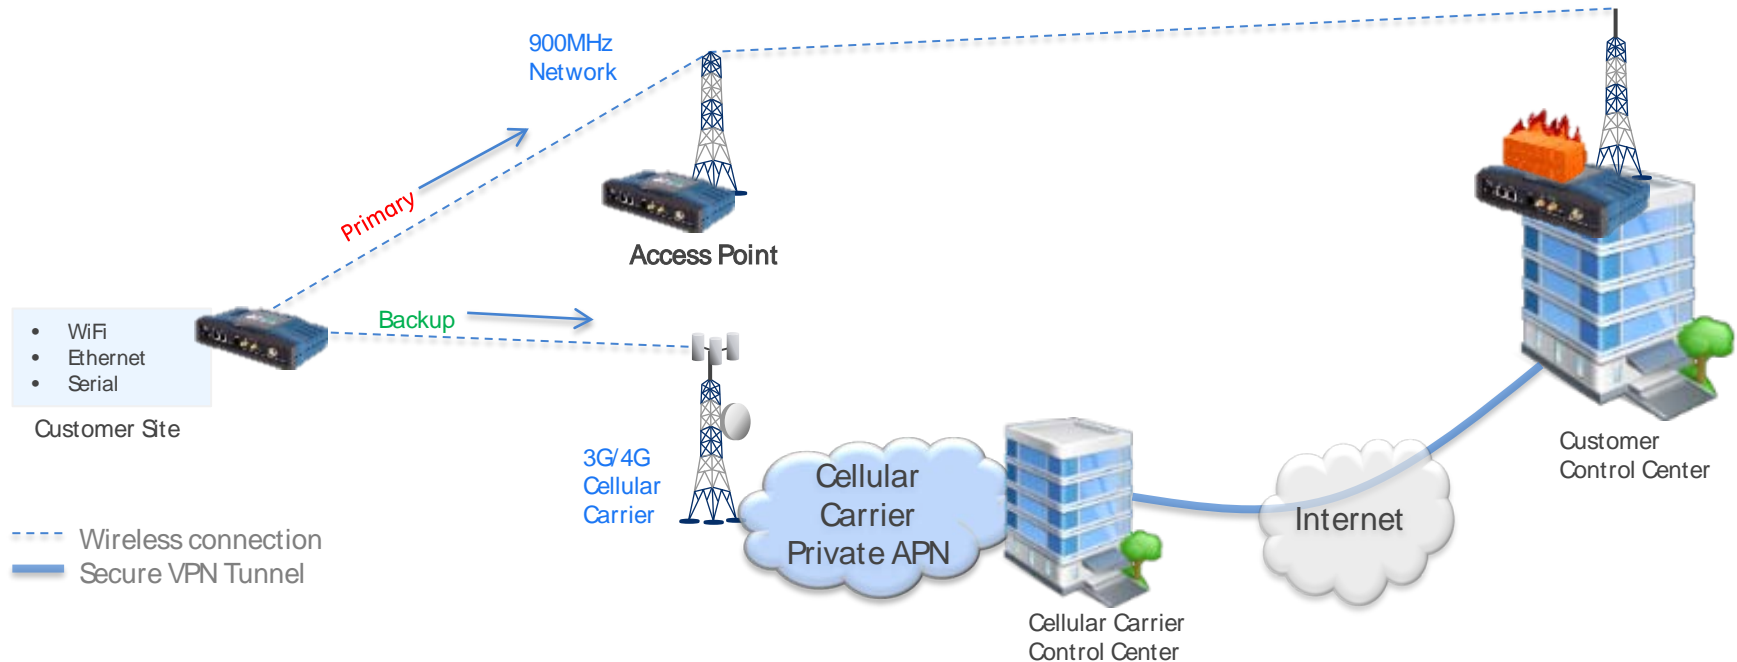 900MHz
Network
Primary
Access Point
Backup
• WiFi
• Ethernet
• Serial
Customer Site
3G/4G
Cellular
Carrier
Cellular
Carrier
Private APN
Internet
Customer
Control Center
Wireless connection
Secure VPN Tunnel
Cellular Carrier
Control Center